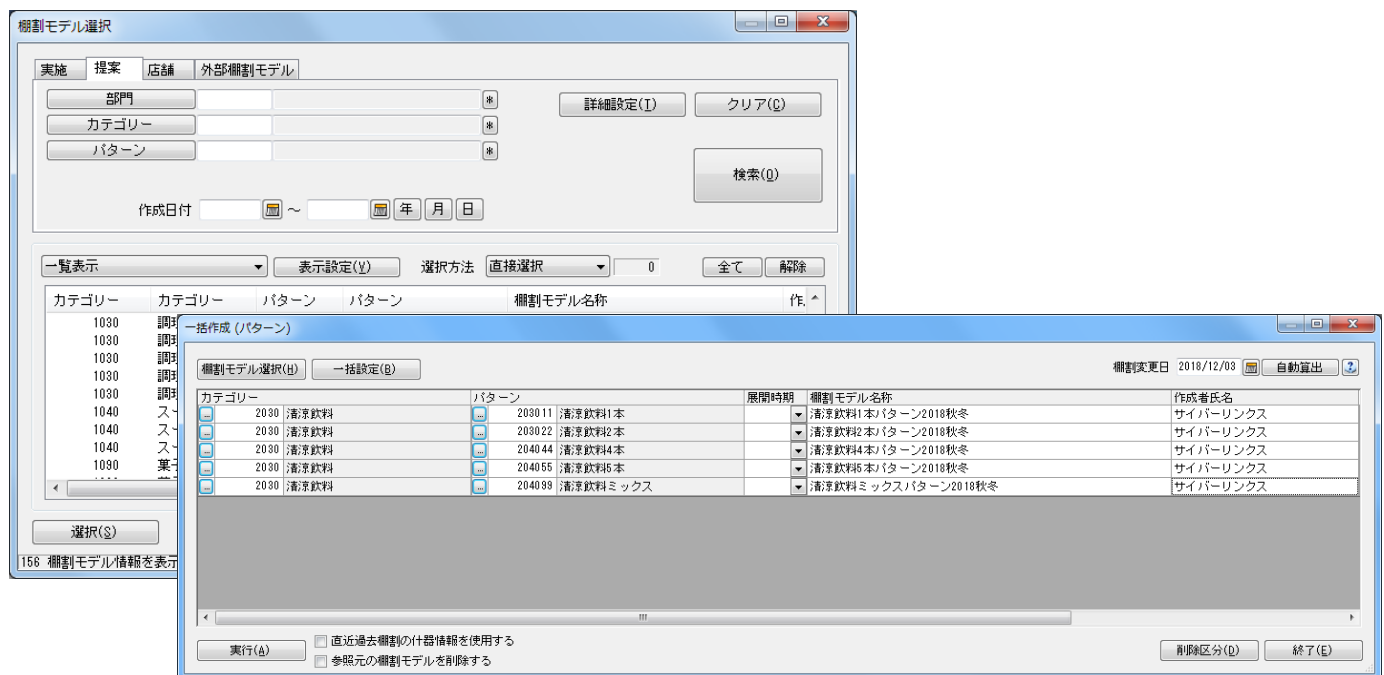 棚割モデル選択
実施 提案 店舗 外部棚割モデル
部門 * 詳細設定(I) クリア(C)
カテゴリー *
パターン *
検索(Q)
作成日付 ～ 年 月 日
一覧表示 表示設定(V) 選択方法 直接選択 0 全て 解除
カテゴリー カテゴリー パターン パターン 棚割モデル名称 作.
1030
1030
1030
1030
1030
1040
1040
1040
1090
選択(S)
156 棚割モデル情報を表示
一括作成 (パターン)
棚割モデル選択(H) 一括設定(B) 棚割変更日 2018/12/03 自動算出
カテゴリー パターン 展開時期 棚割モデル名称 作成者氏名
... 2030 清涼飲料 ... 203011 清涼飲料1本 清涼飲料1本パターン2018秋冬 サイバーリンクス
... 2030 清涼飲料 ... 203022 清涼飲料2本 清涼飲料2本パターン2018秋冬 サイバーリンクス
... 2030 清涼飲料 ... 204044 清涼飲料4本 清涼飲料4本パターン2018秋冬 サイバーリンクス
... 2030 清涼飲料 ... 204055 清涼飲料5本 清涼飲料5本パターン2018秋冬 サイバーリンクス
... 2030 清涼飲料 ... 204099 清涼飲料ミックス 清涼飲料ミックスパターン2018秋冬 サイバーリンクス
直近過去棚割の什器情報を使用する
実行(A) 削除区分(D) 終了(E)
参照元の棚割モデルを削除する